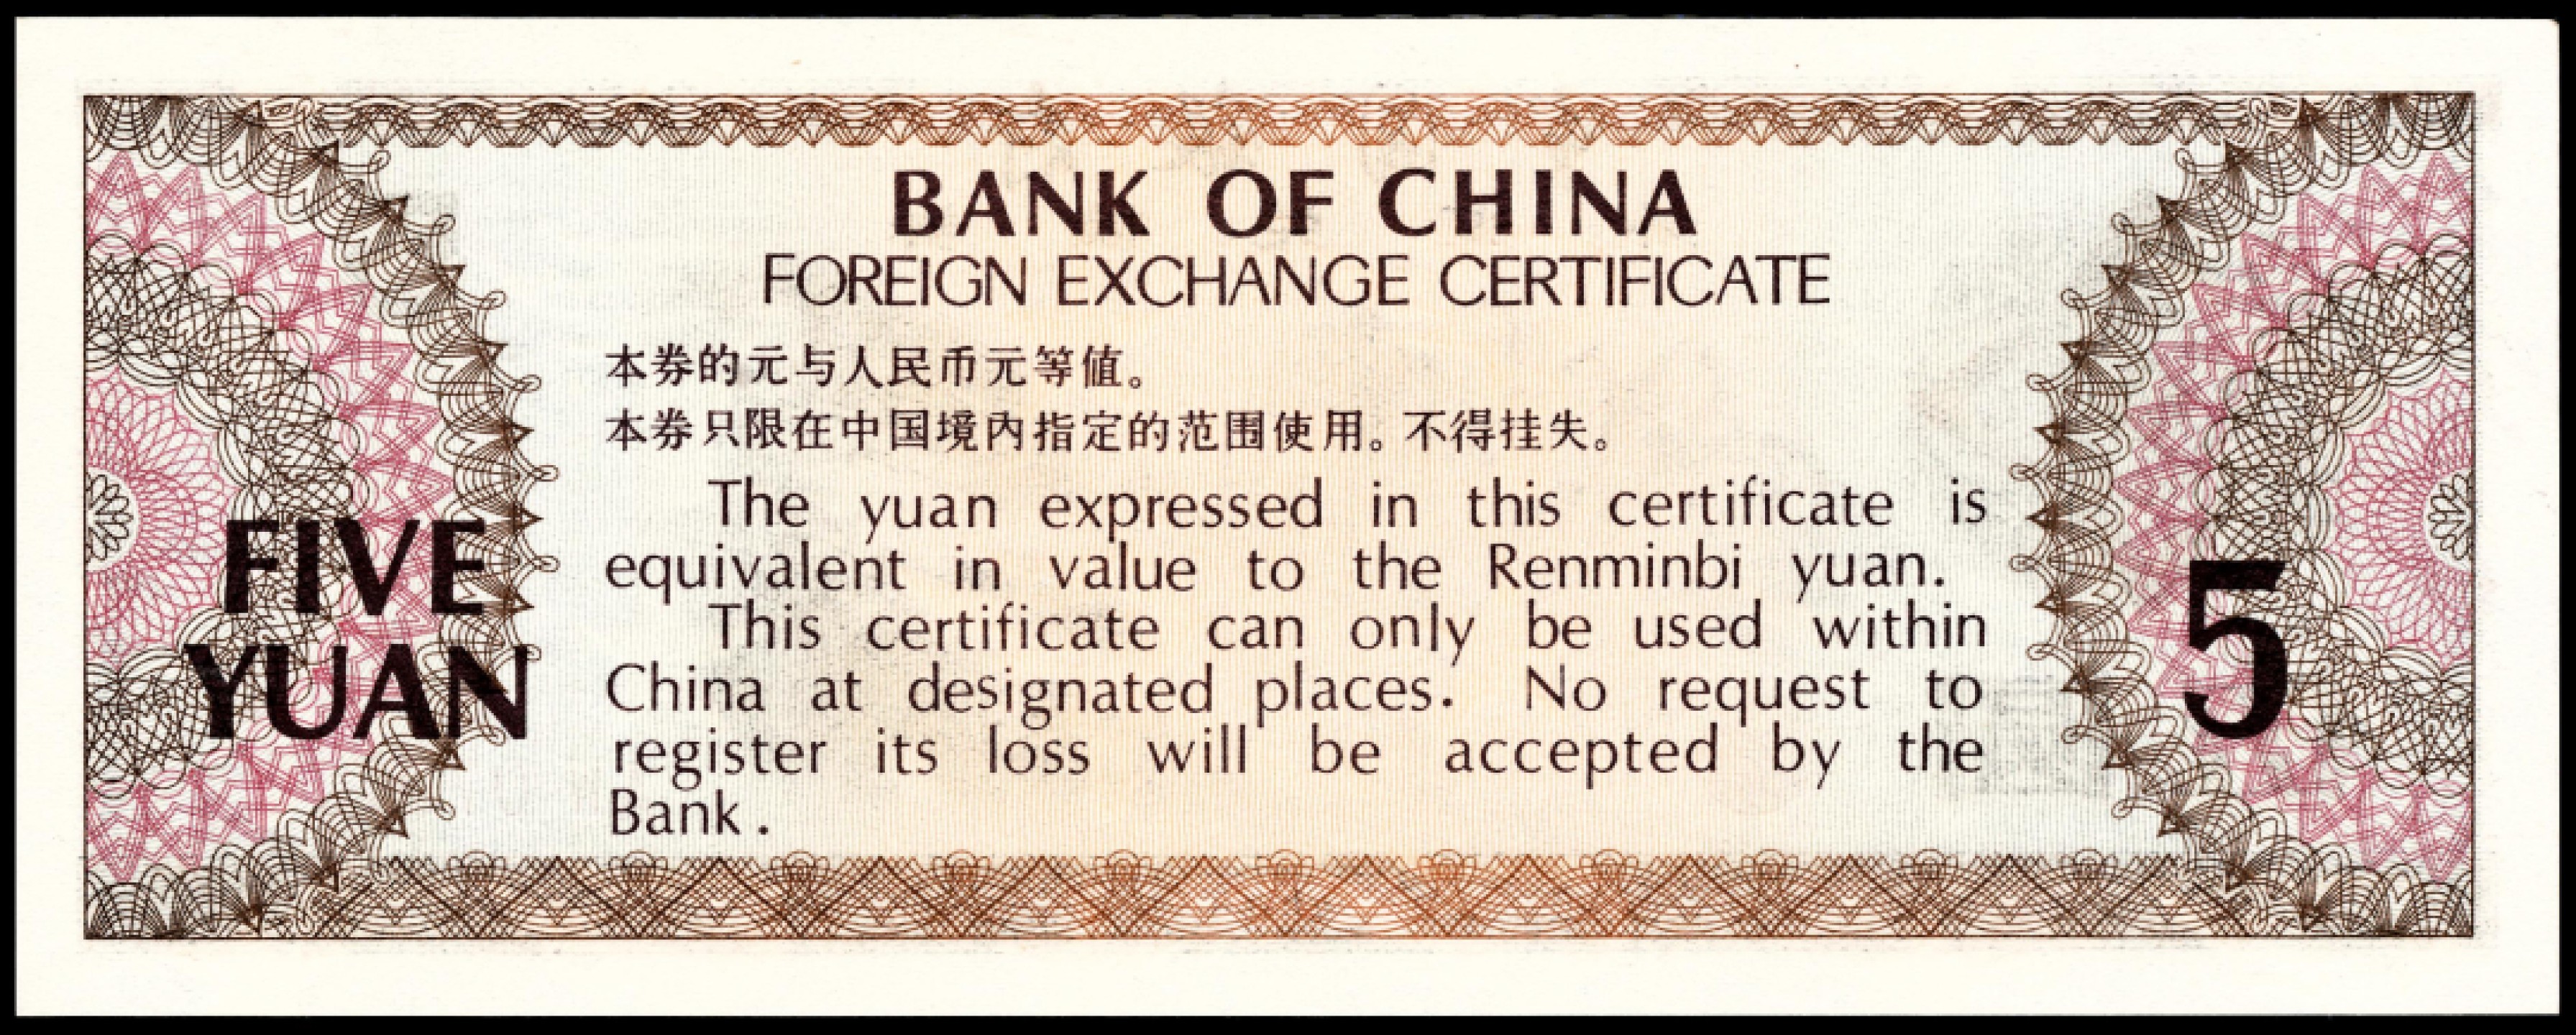 BANK OF CHINA
FOREIGN EXCHANGE CERTIFICATE
本券的元与人民币元等值。
本券只限在中国境内指定的范围使用。不得挂失。
The yuan expressed in this certificate is
equivalent in value to the Renminbi yuan.
This certificate can only be used within
China at designated places. No request to
register its loss will be accepted by the
Bank.
FIVE
YUAN
5